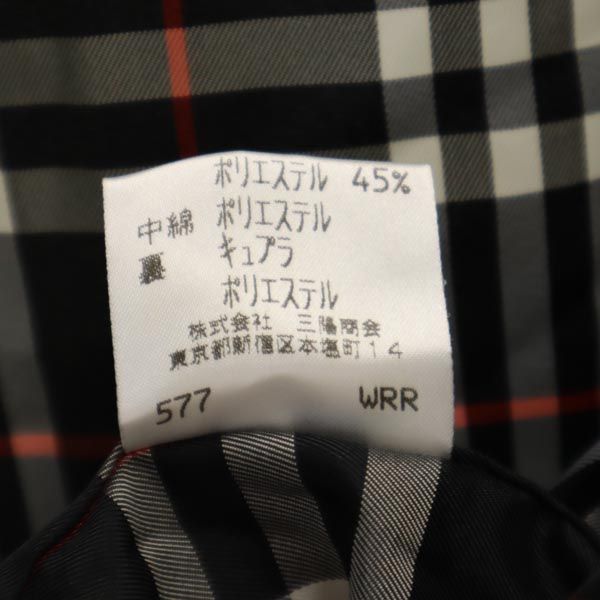 ポリエステル 45%
中綿 ポリエステル
裏 キュプラ
ポリエステル
株式会社 三陽商会
東京都新宿区本塩町14
577 WRR